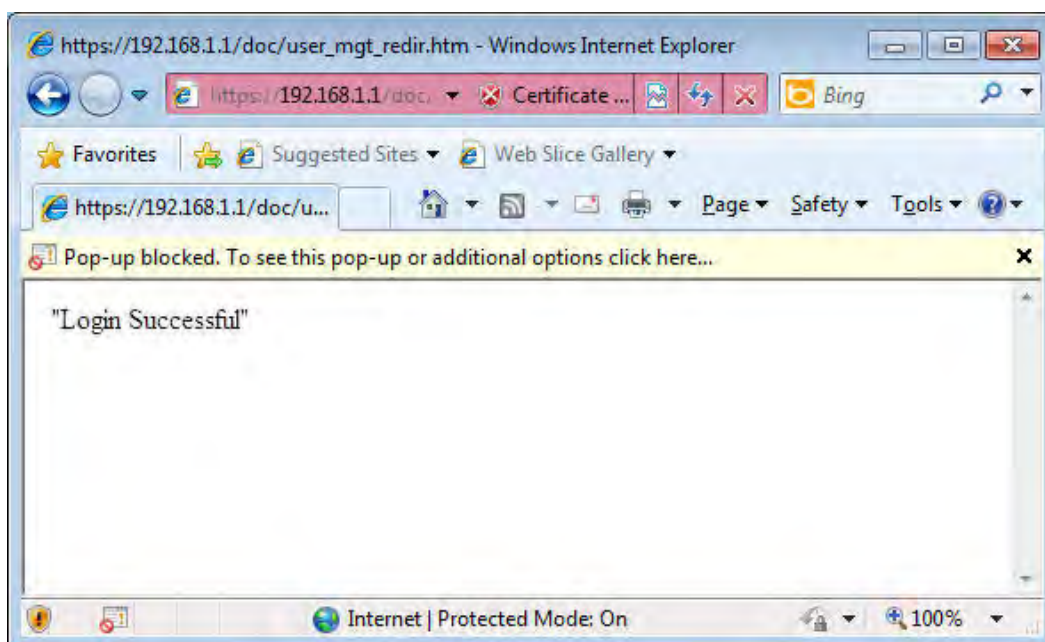 https://192.168.1.1/doc/user_mgt_redir.htm - Windows Internet Explorer
https://192.168.1.1/doc. Certificate ... Bing
Favorites Suggested Sites Web Slice Gallery
https://192.168.1.1/doc/u... Page Safety Tools
Pop-up blocked. To see this pop-up or additional options click here...
"Login Successful"
Internet | Protected Mode: On 100%